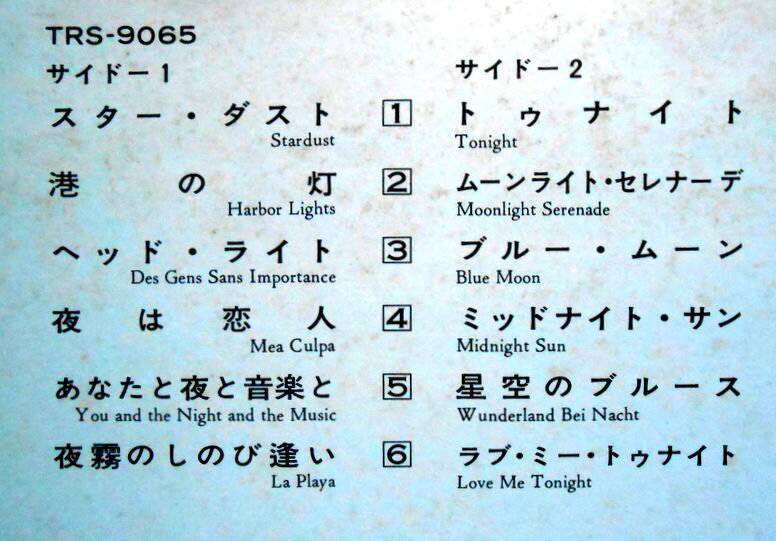 TRS-9065
サイドー1
スター・ダスト
Stardust
港の灯
Harbor Lights
ヘッド・ライト
Des Gens Sans Importance
夜は恋人
Mea Culpa
あなたと夜と音楽と
You and the Night and the Music
夜霧のしのび逢い
La Playa
1
2
3
4
5
6
サイドー2
トゥナイト
Tonight
ムーンライト・セレナーデ
Moonlight Serenade
ブルー・ムーン
Blue Moon
ミッドナイト・サン
Midnight Sun
星空のブルース
Wunderland Bei Nacht
ラブ・ミー・トゥナイト
Love Me Tonight